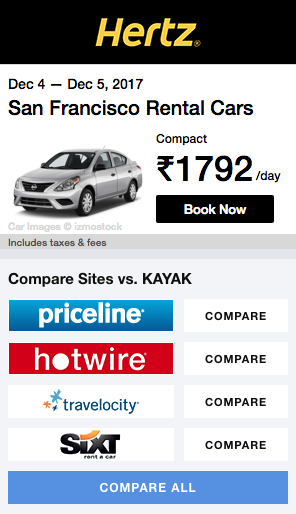 Hertz®
Dec 4 — Dec 5, 2017
San Francisco Rental Cars
Compact
₹1792/day
Book Now
Car Images © izmostock
Includes taxes & fees
Compare Sites vs. KAYAK
priceline®
COMPARE
hotwire®
COMPARE
travelocity®
COMPARE
SIXT
rent a car
COMPARE
COMPARE ALL